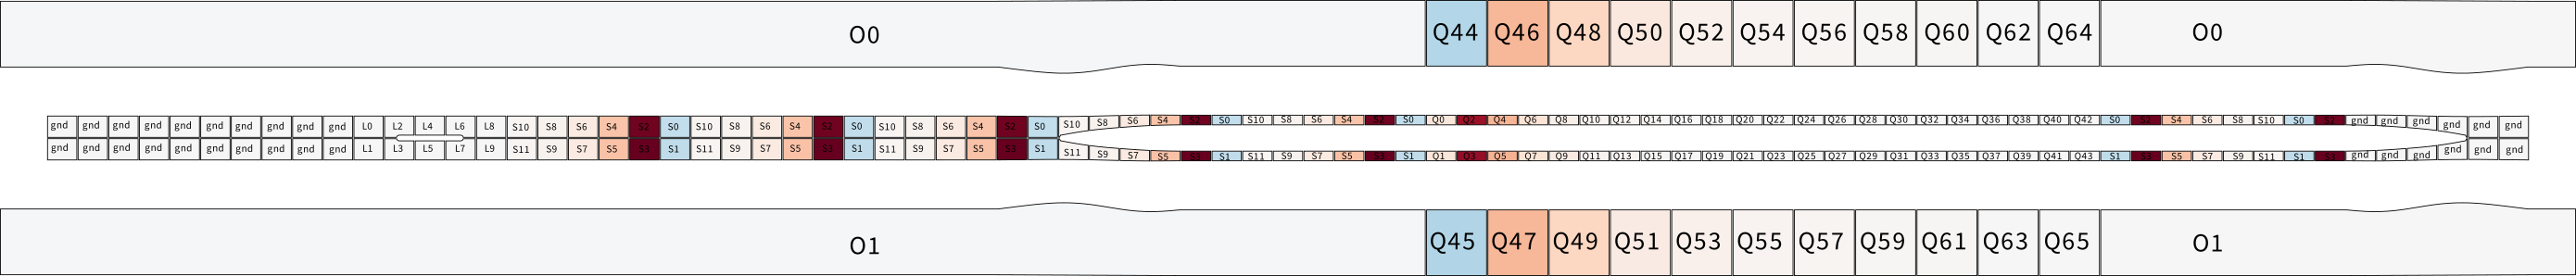 O0 Q44 Q46 Q48 Q50 Q52 Q54 Q56 Q58 Q60 Q62 Q64 O0
gnd gnd gnd gnd gnd gnd gnd gnd gnd gnd L0 L2 L4 L6 L8 S10 S8 S6 S4 S2 S0 S10 S8 S6 S4 S2 S0 S10 S8 S6 S4 S2 S0 S10 S8 S6 S4 S2 S0 S10 S8 S6 S4 S2 S0 Q0 Q2 Q4 Q6 Q8 Q10 Q12 Q14 Q16 Q18 Q20 Q22 Q24 Q26 Q28 Q30 Q32 Q34 Q36 Q38 Q40 Q42 S0 S2 S4 S6 S8 S10 S0 S2 gnd gnd gnd gnd gnd gnd
gnd gnd gnd gnd gnd gnd gnd gnd gnd gnd L1 L3 L5 L7 L9 S11 S9 S7 S5 S3 S1 S11 S9 S7 S5 S3 S1 S11 S9 S7 S5 S3 S1 S11 S9 S7 S5 S3 S1 S11 S9 S7 S5 S3 S1 Q1 Q3 Q5 Q7 Q9 Q11 Q13 Q15 Q17 Q19 Q21 Q23 Q25 Q27 Q29 Q31 Q33 Q35 Q37 Q39 Q41 Q43 S1 S3 S5 S7 S9 S11 S1 S3 gnd gnd gnd gnd gnd gnd
O1 Q45 Q47 Q49 Q51 Q53 Q55 Q57 Q59 Q61 Q63 Q65 O1